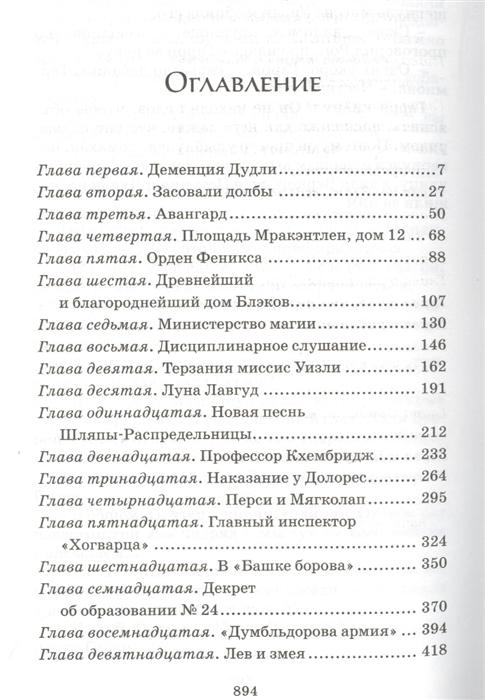 Оглавление
Глава первая. Деменция Дудли 7
Глава вторая. Засовали долбы 27
Глава третья. Авангард 50
Глава четвертая. Площадь Мракэнтлен, дом 12 68
Глава пятая. Орден Феникса 88
Глава шестая. Древнейший
и благороднейший дом Блэков 107
Глава седьмая. Министерство магии 130
Глава восьмая. Дисциплинарное слушание 146
Глава девятая. Терзания миссис Уизли 162
Глава десятая. Луна Лавгуд 191
Глава одиннадцатая. Новая песнь
Шляпы-Распредельницы 212
Глава двенадцатая. Профессор Кхембридж 233
Глава тринадцатая. Наказание у Долорес 264
Глава четырнадцатая. Перси и Мягколап 295
Глава пятнадцатая. Главный инспектор
«Хогварца» 324
Глава шестнадцатая. В «Башке борова» 350
Глава семнадцатая. Декрет
об образовании № 24 370
Глава восемнадцатая. «Думбльдорова армия» 394
Глава девятнадцатая. Лев и змея 418
894